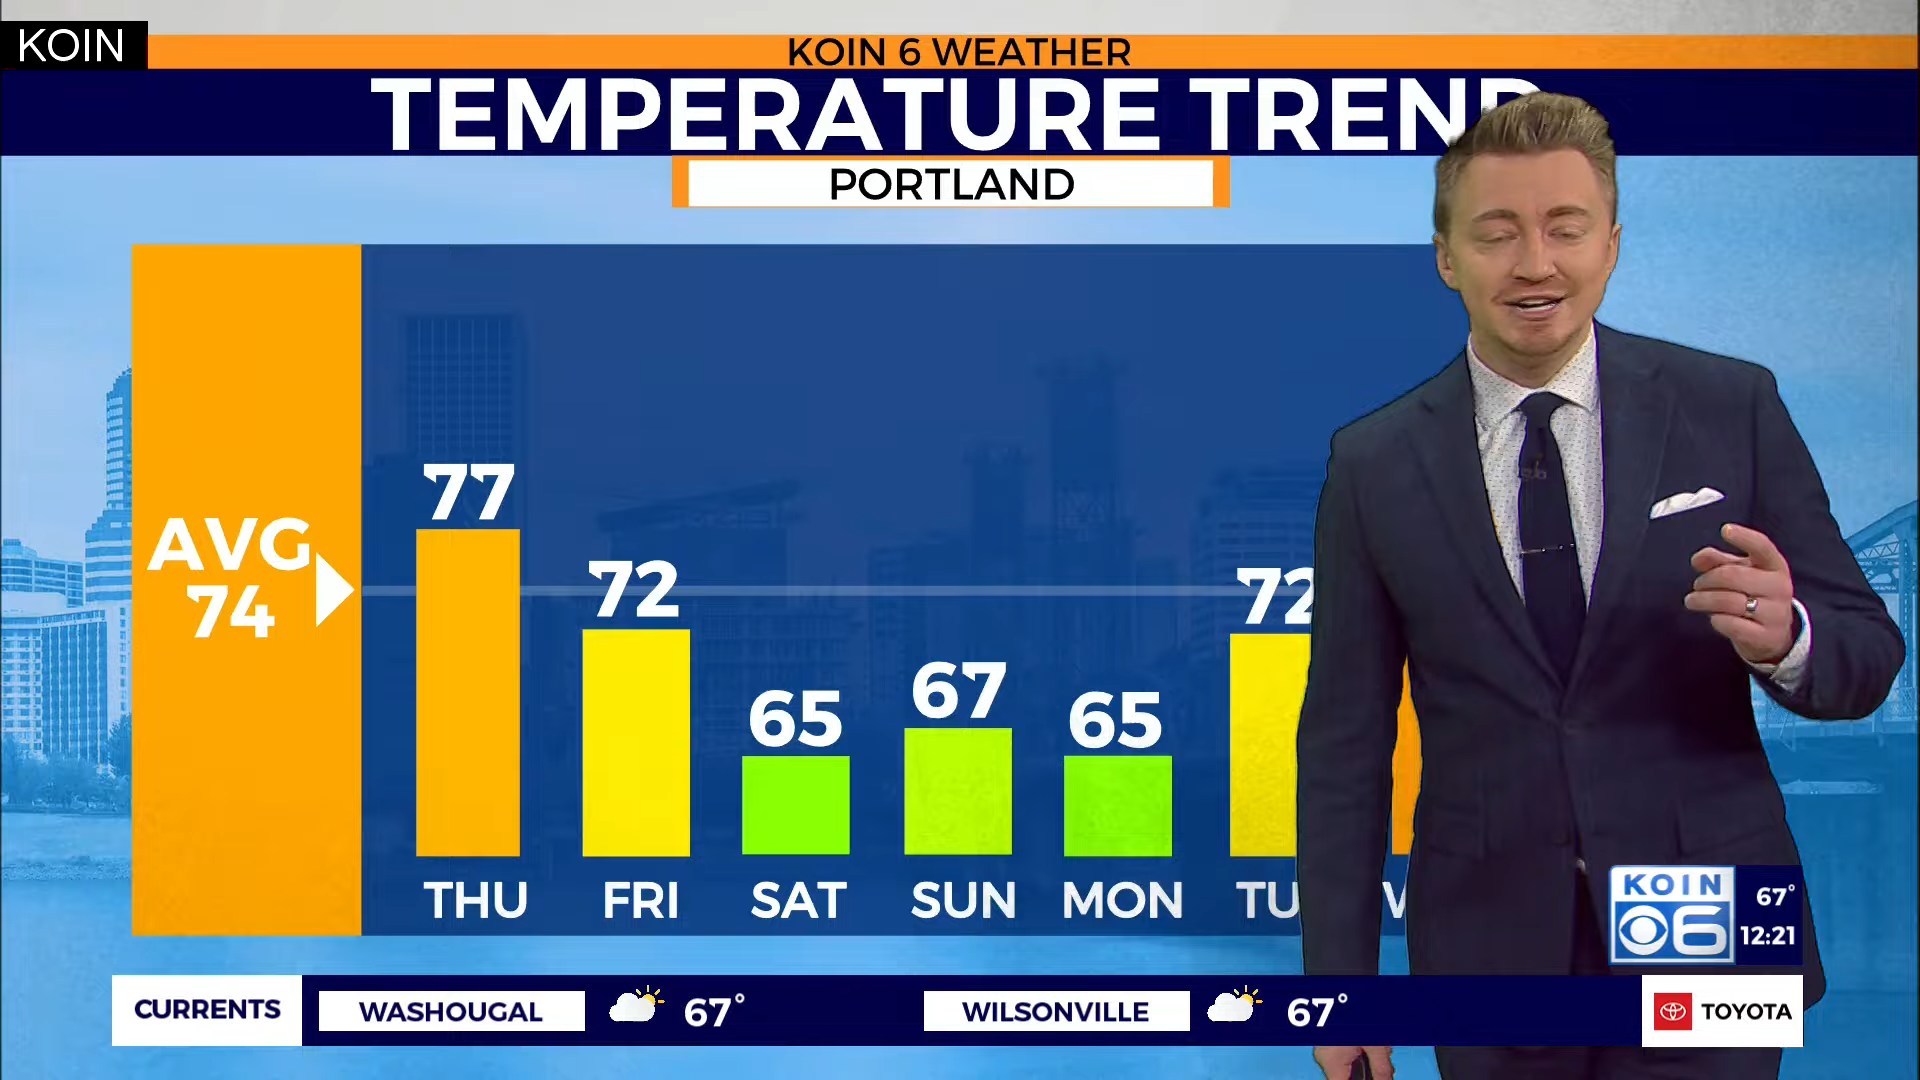 KOIN
KOIN 6 WEATHER
TEMPERATURE TREND
PORTLAND
AVG
74
77
72
65
67
65
72
THU
FRI
SAT
SUN
MON
TU
KOIN
6
67°
12:21
CURRENTS
WASHOUGAL
67°
WILSONVILLE
67°
TOYOTA